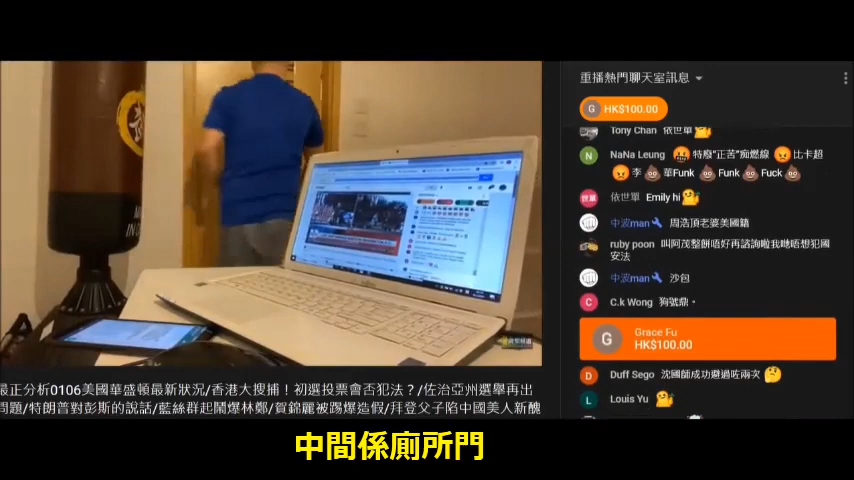 重播熱門聊天室訊息
G HK$100.00
Tony Chan 依世單
N NaNa Leung 特廢"正苦"痴燃線 比卡超
李 華Funk Funk Fuck
世單 依世單 Emily hi
中波man 周浩頂老婆美國籍
ruby poon 叫阿茂整餅唔好再諮詢啦我哋唔想犯國
安法
中波man 沙包
C C.k Wong 狗號鼎。
G Grace Fu
HK$100.00
D Duff Sego 沈國師成功避過咗兩次
L Louis Yu
最正分析0106美國華盛頓最新狀況/香港大搜捕！初選投票會否犯法？/佐治亞州選舉再出
問題/特朗普對彭斯的說話/藍絲群起鬧爆林鄭/賀錦麗被踢爆造假/拜登父子陷中國美人新醜
中間係廁所門